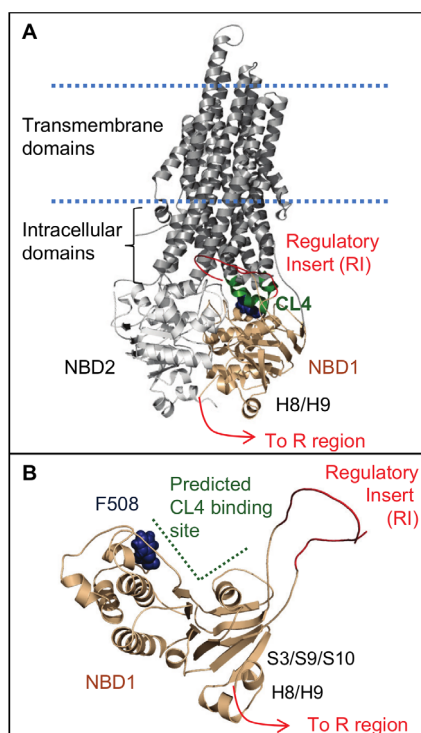 A
Transmembrane
domains
Intracellular
domains
Regulatory
Insert (RI)
CL4
NBD2
NBD1
H8/H9
To R region
B
F508
Predicted
CL4 binding
site
Regulatory
Insert
(RI)
NBD1
S3/S9/S10
H8/H9
To R region